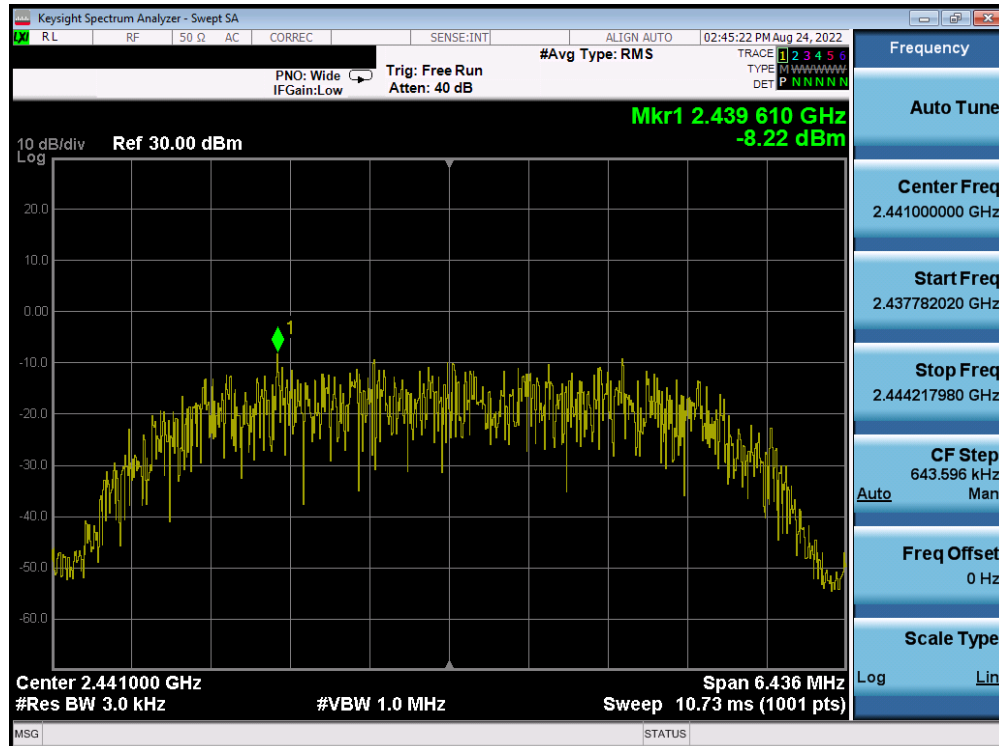 Keysight Spectrum Analyzer - Swept SA
LXI RL RF 50 Ω AC CORREC SENSE:INT ALIGN AUTO 02:45:22 PM Aug 24, 2022
Frequency
#Avg Type: RMS
TRACE 1 2 3 4 5 6
TYPE M WWWWW
DET P N N N N N
PNO: Wide
IFGain:Low
Trig: Free Run
Atten: 40 dB
Mkr1 2.439 610 GHz
-8.22 dBm
10 dB/div
Log
Ref 30.00 dBm
20.0
10.0
0.00
-10.0
-20.0
-30.0
-40.0
-50.0
-60.0
1
Center 2.441000 GHz
Span 6.436 MHz
#Res BW 3.0 kHz
#VBW 1.0 MHz
Sweep 10.73 ms (1001 pts)
Auto Tune
Center Freq
2.441000000 GHz
Start Freq
2.437782020 GHz
Stop Freq
2.444217980 GHz
CF Step
643.596 kHz
Auto Man
Freq Offset
0 Hz
Scale Type
Log Lin
MSG
STATUS